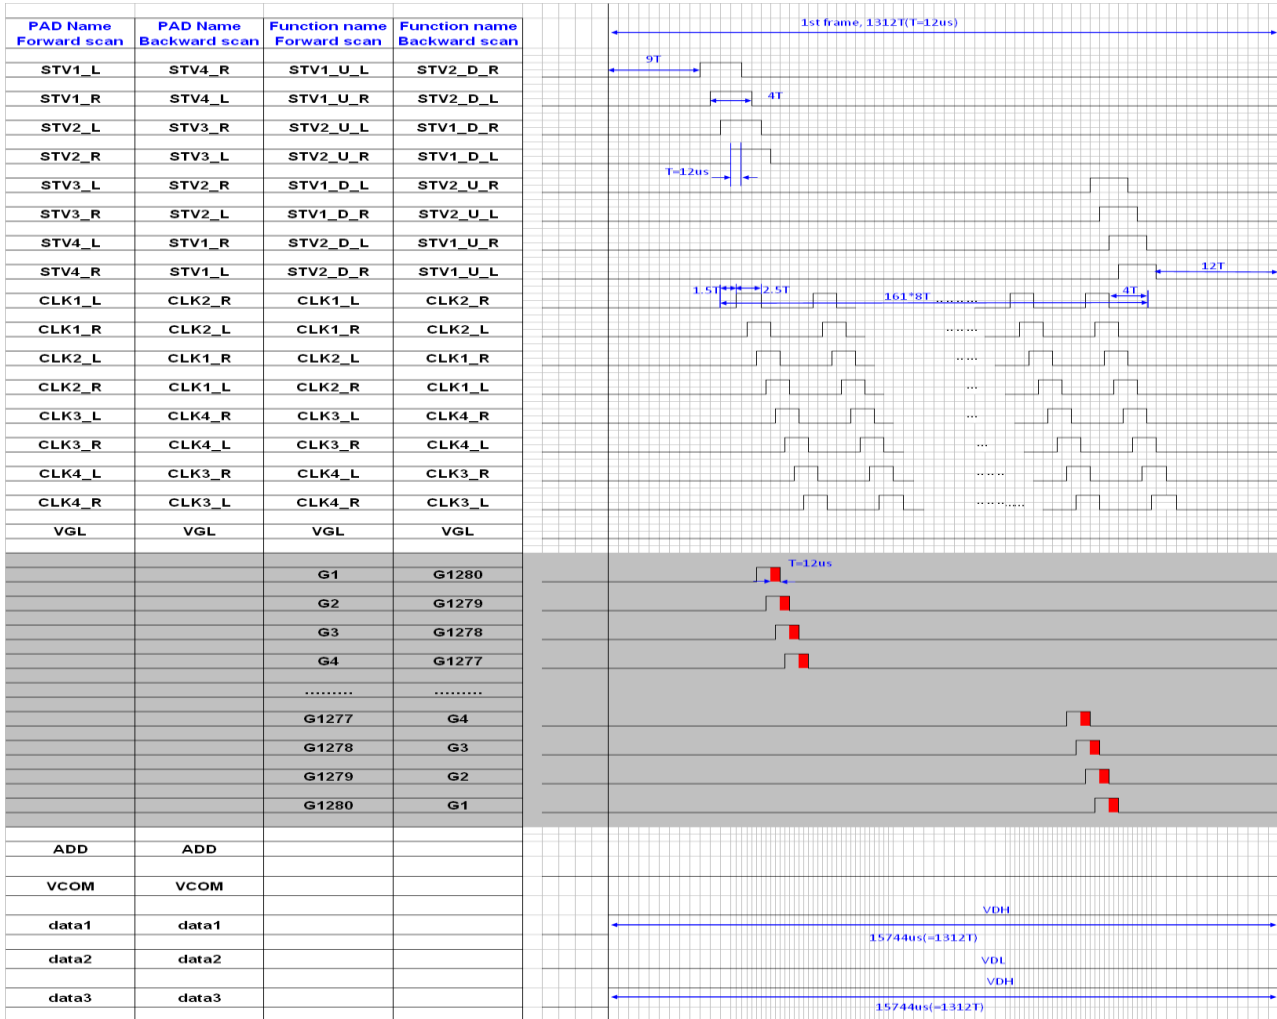 PAD Name Forward scan PAD Name Backward scan Function name Forward scan Function name Backward scan 1st frame, 1312T(T=12us)
STV1_L STV4_R STV1_U_L STV2_D_R 9T
STV1_R STV4_L STV1_U_R STV2_D_L 4T
STV2_L STV3_R STV2_U_L STV1_D_R
STV2_R STV3_L STV2_U_R STV1_D_L T=12us
STV3_L STV2_R STV1_D_L STV2_U_R
STV3_R STV2_L STV1_D_R STV2_U_L
STV4_L STV1_R STV2_D_L STV1_U_R
STV4_R STV1_L STV2_D_R STV1_U_L 12T
CLK1_L CLK2_R CLK1_L CLK2_R 1.5T 2.5T 161*8T ........ 4T
CLK1_R CLK2_L CLK1_R CLK2_L ......
CLK2_L CLK1_R CLK2_L CLK1_R .....
CLK2_R CLK1_L CLK2_R CLK1_L ...
CLK3_L CLK4_R CLK3_L CLK4_R ...
CLK3_R CLK4_L CLK3_R CLK4_L ...
CLK4_L CLK3_R CLK4_L CLK3_R ......
CLK4_R CLK3_L CLK4_R CLK3_L ...........
VGL VGL VGL VGL
G1 G1280 T=12us
G2 G1279
G3 G1278
G4 G1277
......... .........
G1277 G4
G1278 G3
G1279 G2
G1280 G1
ADD ADD
VCOM VCOM
data1 data1 VDH
15744us(=1312T)
data2 data2 VDL
data3 data3 VDH
15744us(=1312T)